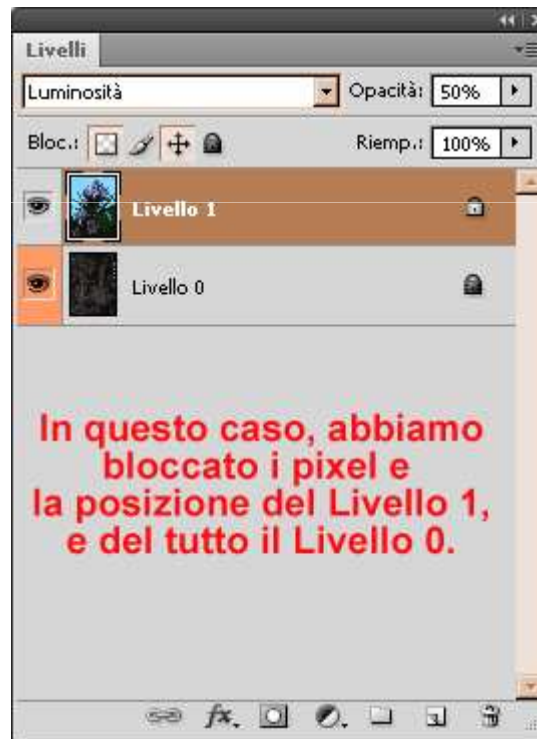 Livelli
Luminosità Opacità: 50%
Bloc.: Riemp.: 100%
Livello 1
Livello 0
In questo caso, abbiamo
bloccato i pixel e
la posizione del Livello 1,
e del tutto il Livello 0.
fx.